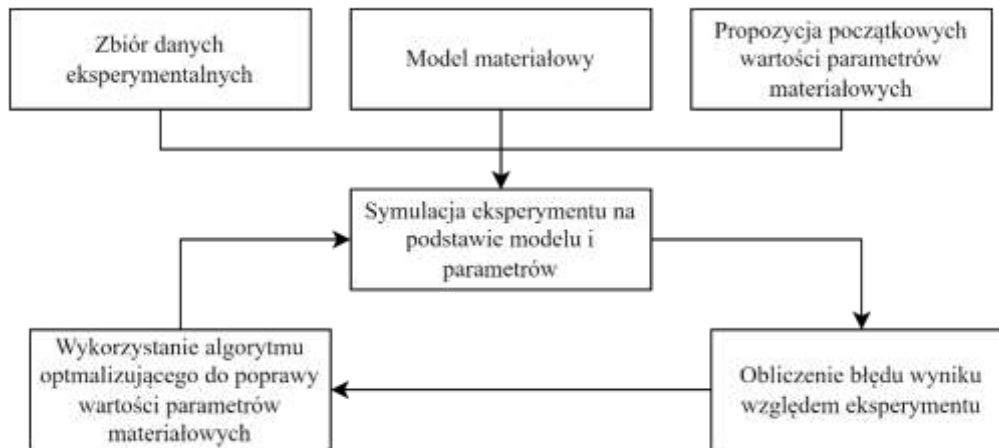 Zbiór danych
eksperymentalnych
Model materiałowy
Propozycja początkowych
wartości parametrów
materiałowych
Symulacja eksperymentu na
podstawie modelu i
parametrów
Wykorzystanie algorytmu
optmalizującego do poprawy
wartości parametrów
materiałowych
Obliczenie błędu wyniku
względem eksperymentu